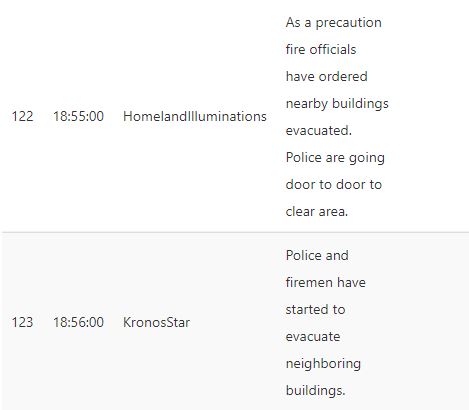 As a precaution
fire officials
have ordered
nearby buildings
122 18:55:00 HomelandIlluminations
evacuated.
Police are going
door to door to
clear area.
Police and
firemen have
started to
123 18:56:00 KronosStar
evacuate
neighboring
buildings.